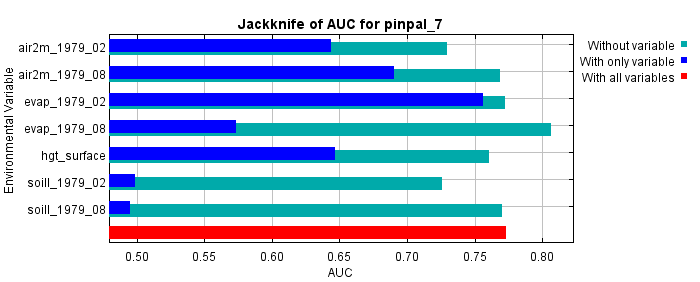 Jackknife of AUC for pinpal_7
Environmental Variable
air2m_1979_02
air2m_1979_08
evap_1979_02
evap_1979_08
hgt_surface
soill_1979_02
soill_1979_08
0.50 0.55 0.60 0.65 0.70 0.75 0.80
AUC
Without variable
With only variable
With all variables